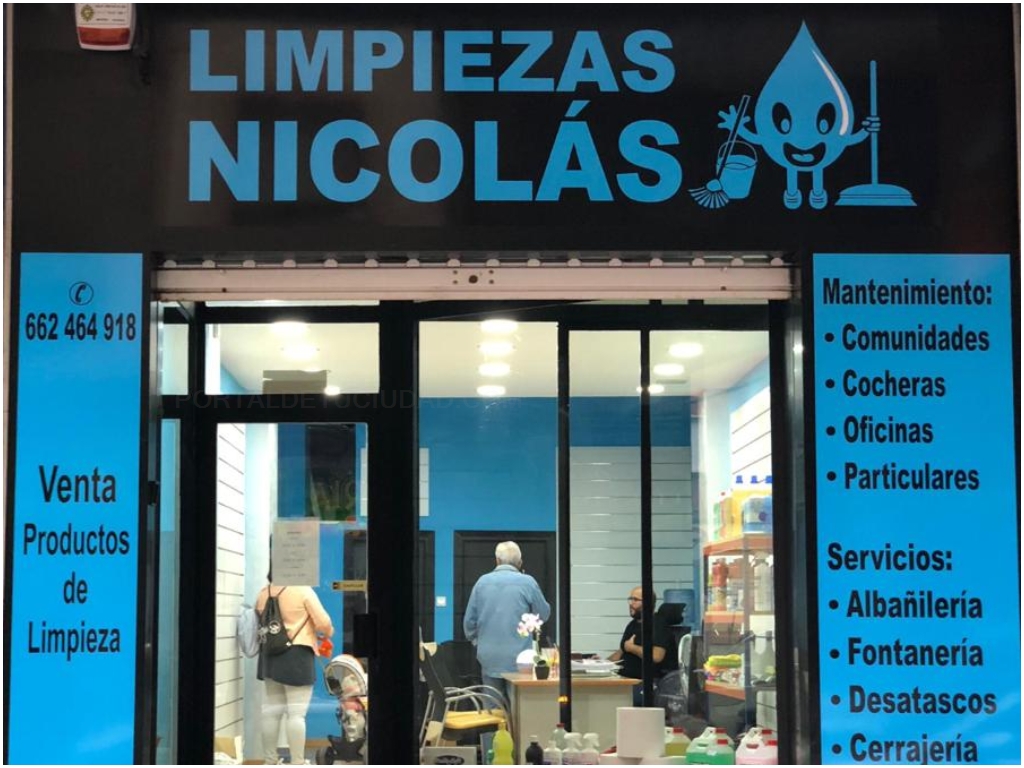 LIMPIEZAS
NICOLÁS
662 464 918
Venta
Productos
de
Limpieza
Mantenimiento:
• Comunidades
• Cocheras
• Oficinas
• Particulares
Servicios:
• Albañilería
• Fontanería
• Desatascos
• Cerrajería